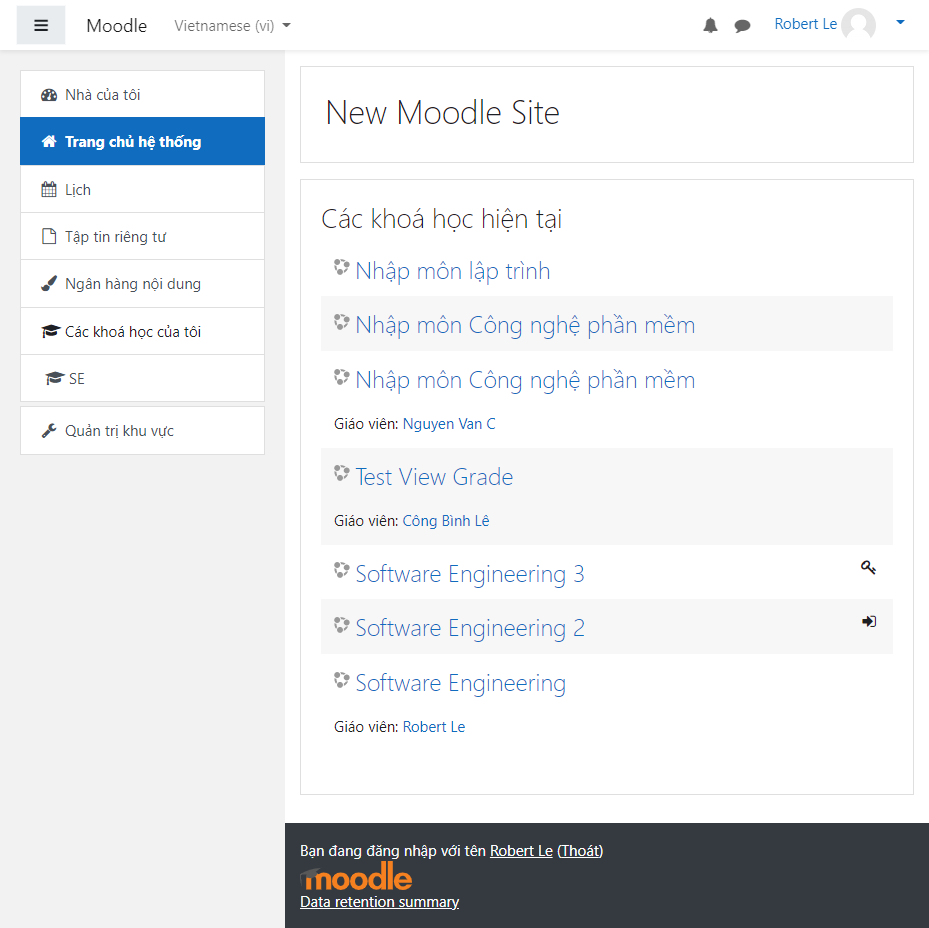 Moodle Vietnamese (vi) Robert Le
Nhà của tôi
Trang chủ hệ thống
Lịch
Tập tin riêng tư
Ngân hàng nội dung
Các khoá học của tôi
SE
Quản trị khu vực
New Moodle Site
Các khoá học hiện tại
Nhập môn lập trình
Nhập môn Công nghệ phần mềm
Nhập môn Công nghệ phần mềm
Giáo viên: Nguyen Van C
Test View Grade
Giáo viên: Công Bình Lê
Software Engineering 3
Software Engineering 2
Software Engineering
Giáo viên: Robert Le
Bạn đang đăng nhập với tên Robert Le (Thoát)
moodle
Data retention summary